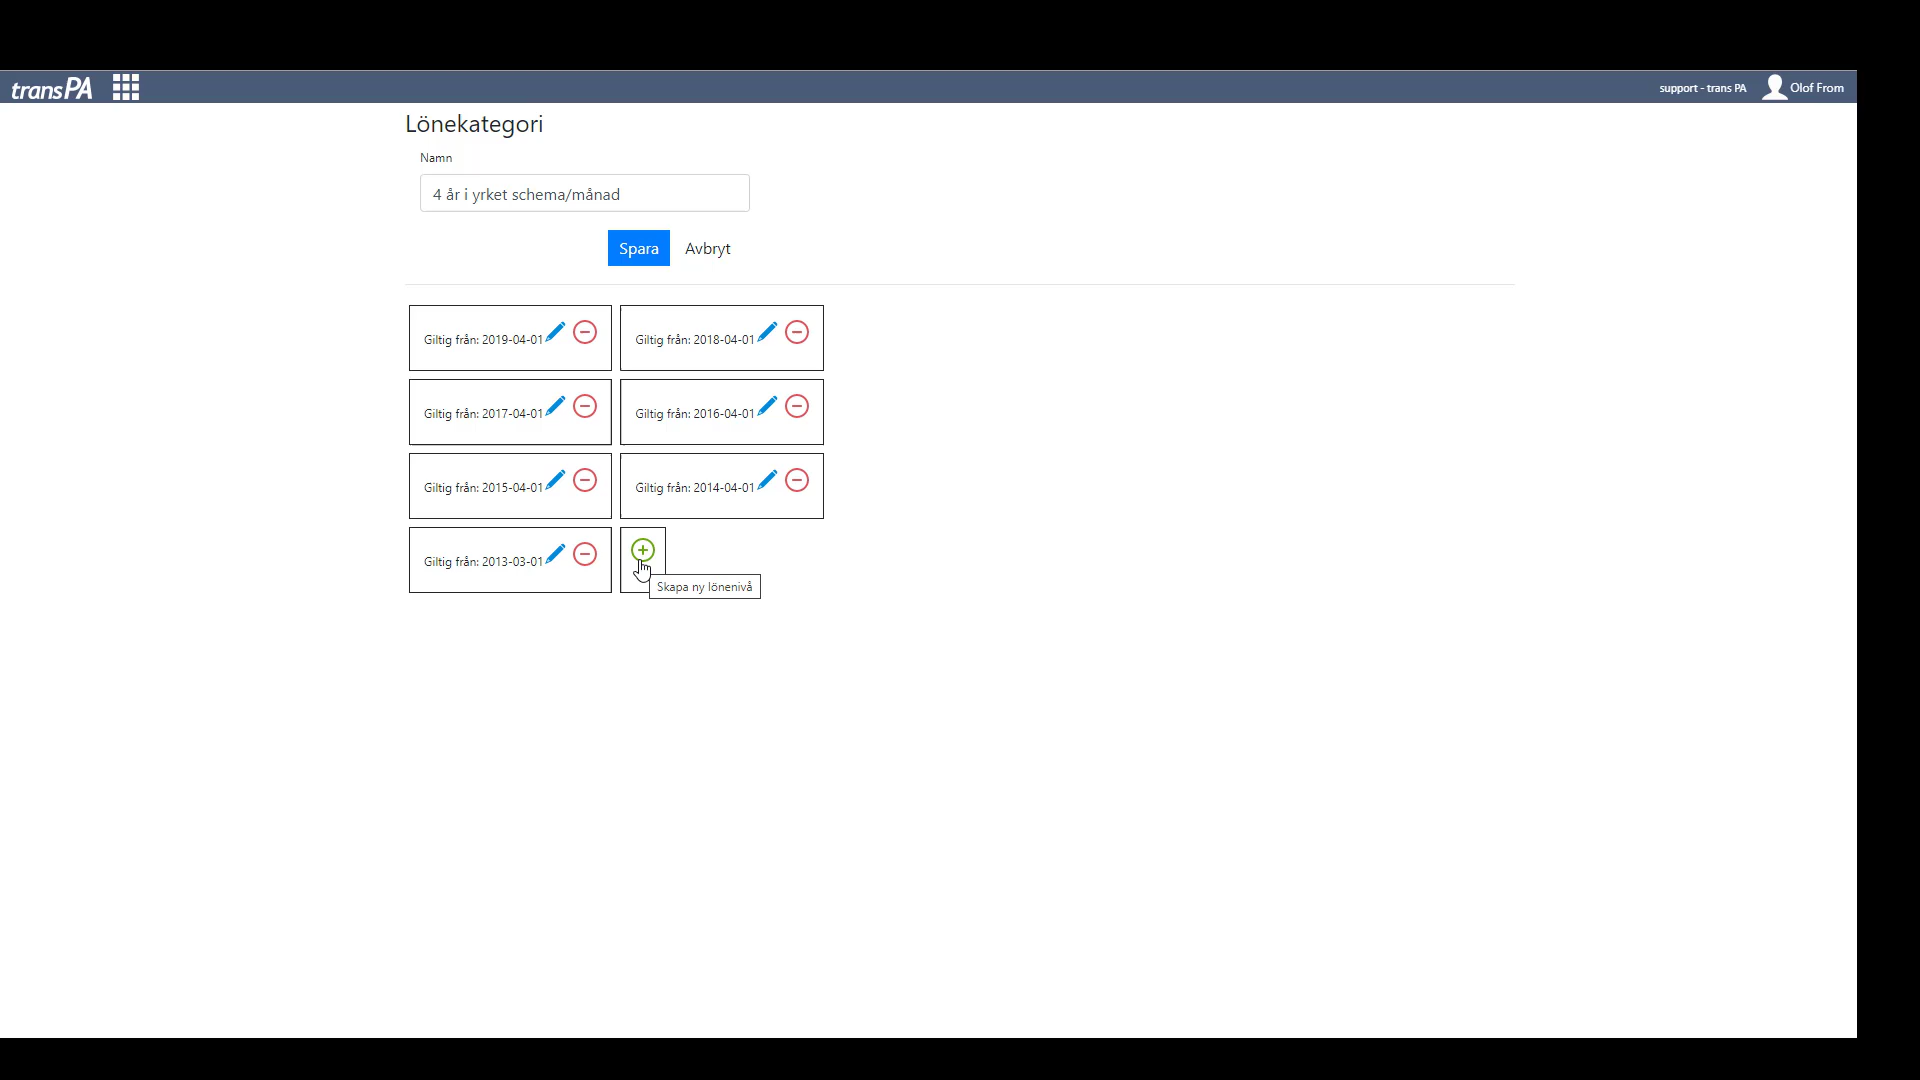 transPA
support - trans PA
Olof From
Lönekategori
Namn
4 år i yrket schema/månad
Spara
Avbryt
Giltig från: 2019-04-01
Giltig från: 2018-04-01
Giltig från: 2017-04-01
Giltig från: 2016-04-01
Giltig från: 2015-04-01
Giltig från: 2014-04-01
Giltig från: 2013-03-01
Skapa ny lönenivå